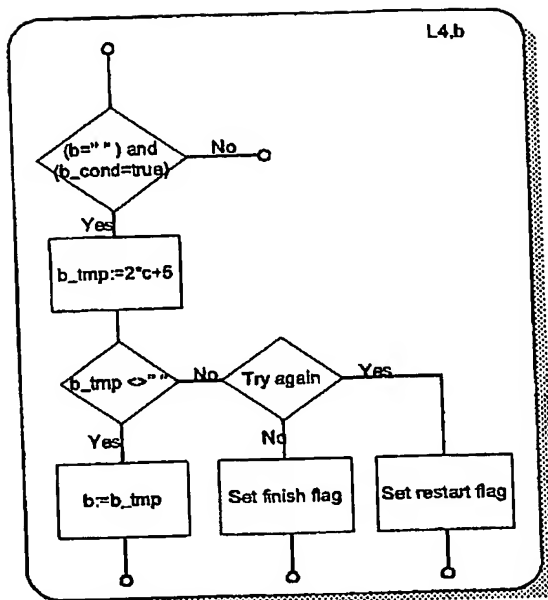 L4,b
(b=" ") and
(b_cond=true)
No
Yes
b_tmp:=2*c+5
b_tmp <>" "
No
Try again
Yes
Yes
No
b:=b_tmp
Set finish flag
Set restart flag